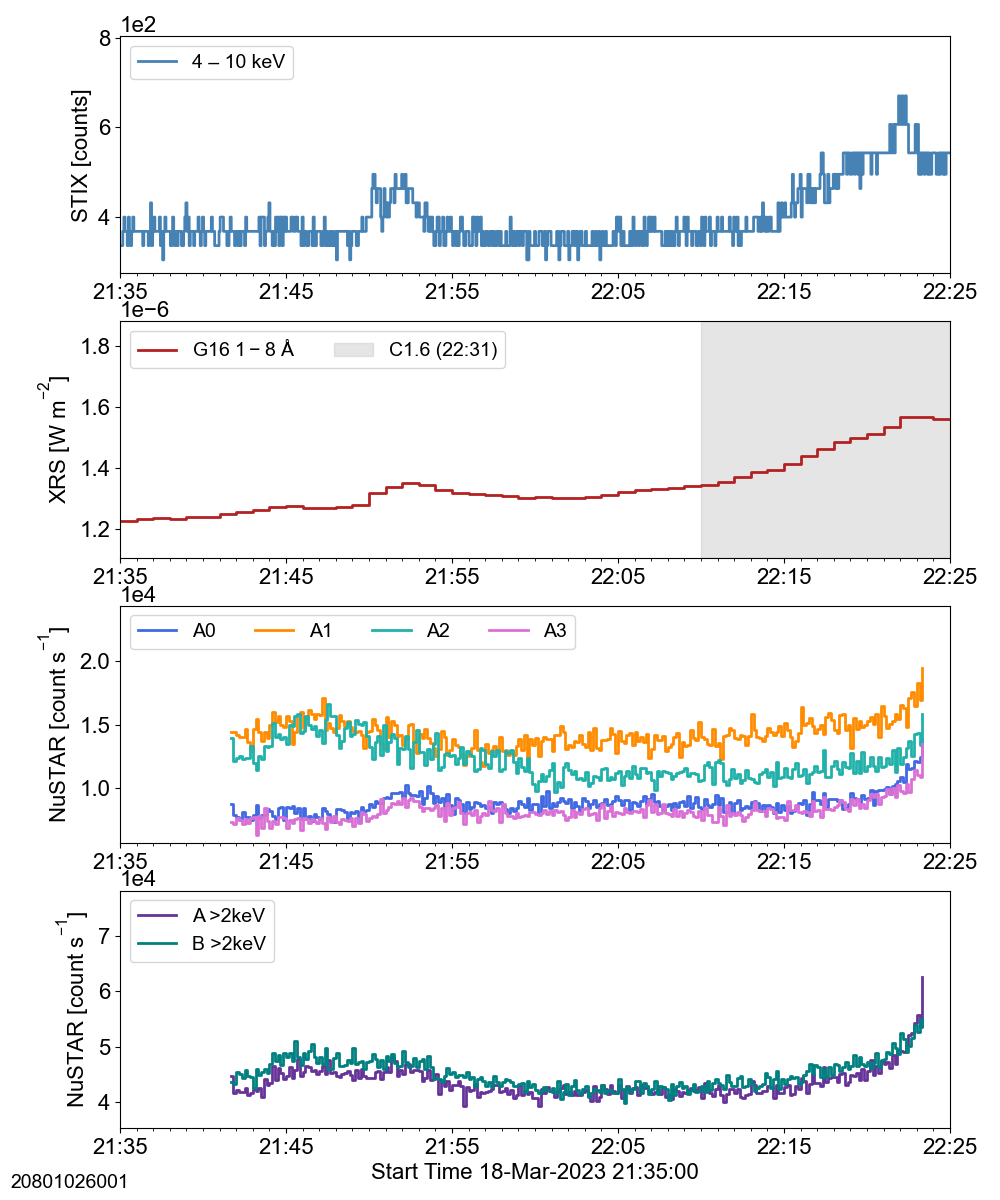 1e2
8
6
4
STIX [counts]
4 – 10 keV
21:35 21:45 21:55 22:05 22:15 22:25
1e−6
1.8
1.6
1.4
1.2
XRS [W m⁻²]
G16 1 – 8 Å C1.6 (22:31)
21:35 21:45 21:55 22:05 22:15 22:25
1e4
2.0
1.5
1.0
NuSTAR [count s⁻¹]
A0 A1 A2 A3
21:35 21:45 21:55 22:05 22:15 22:25
1e4
7
6
5
4
NuSTAR [count s⁻¹]
A >2keV
B >2keV
21:35 21:45 21:55 22:05 22:15 22:25
Start Time 18-Mar-2023 21:35:00
20801026001